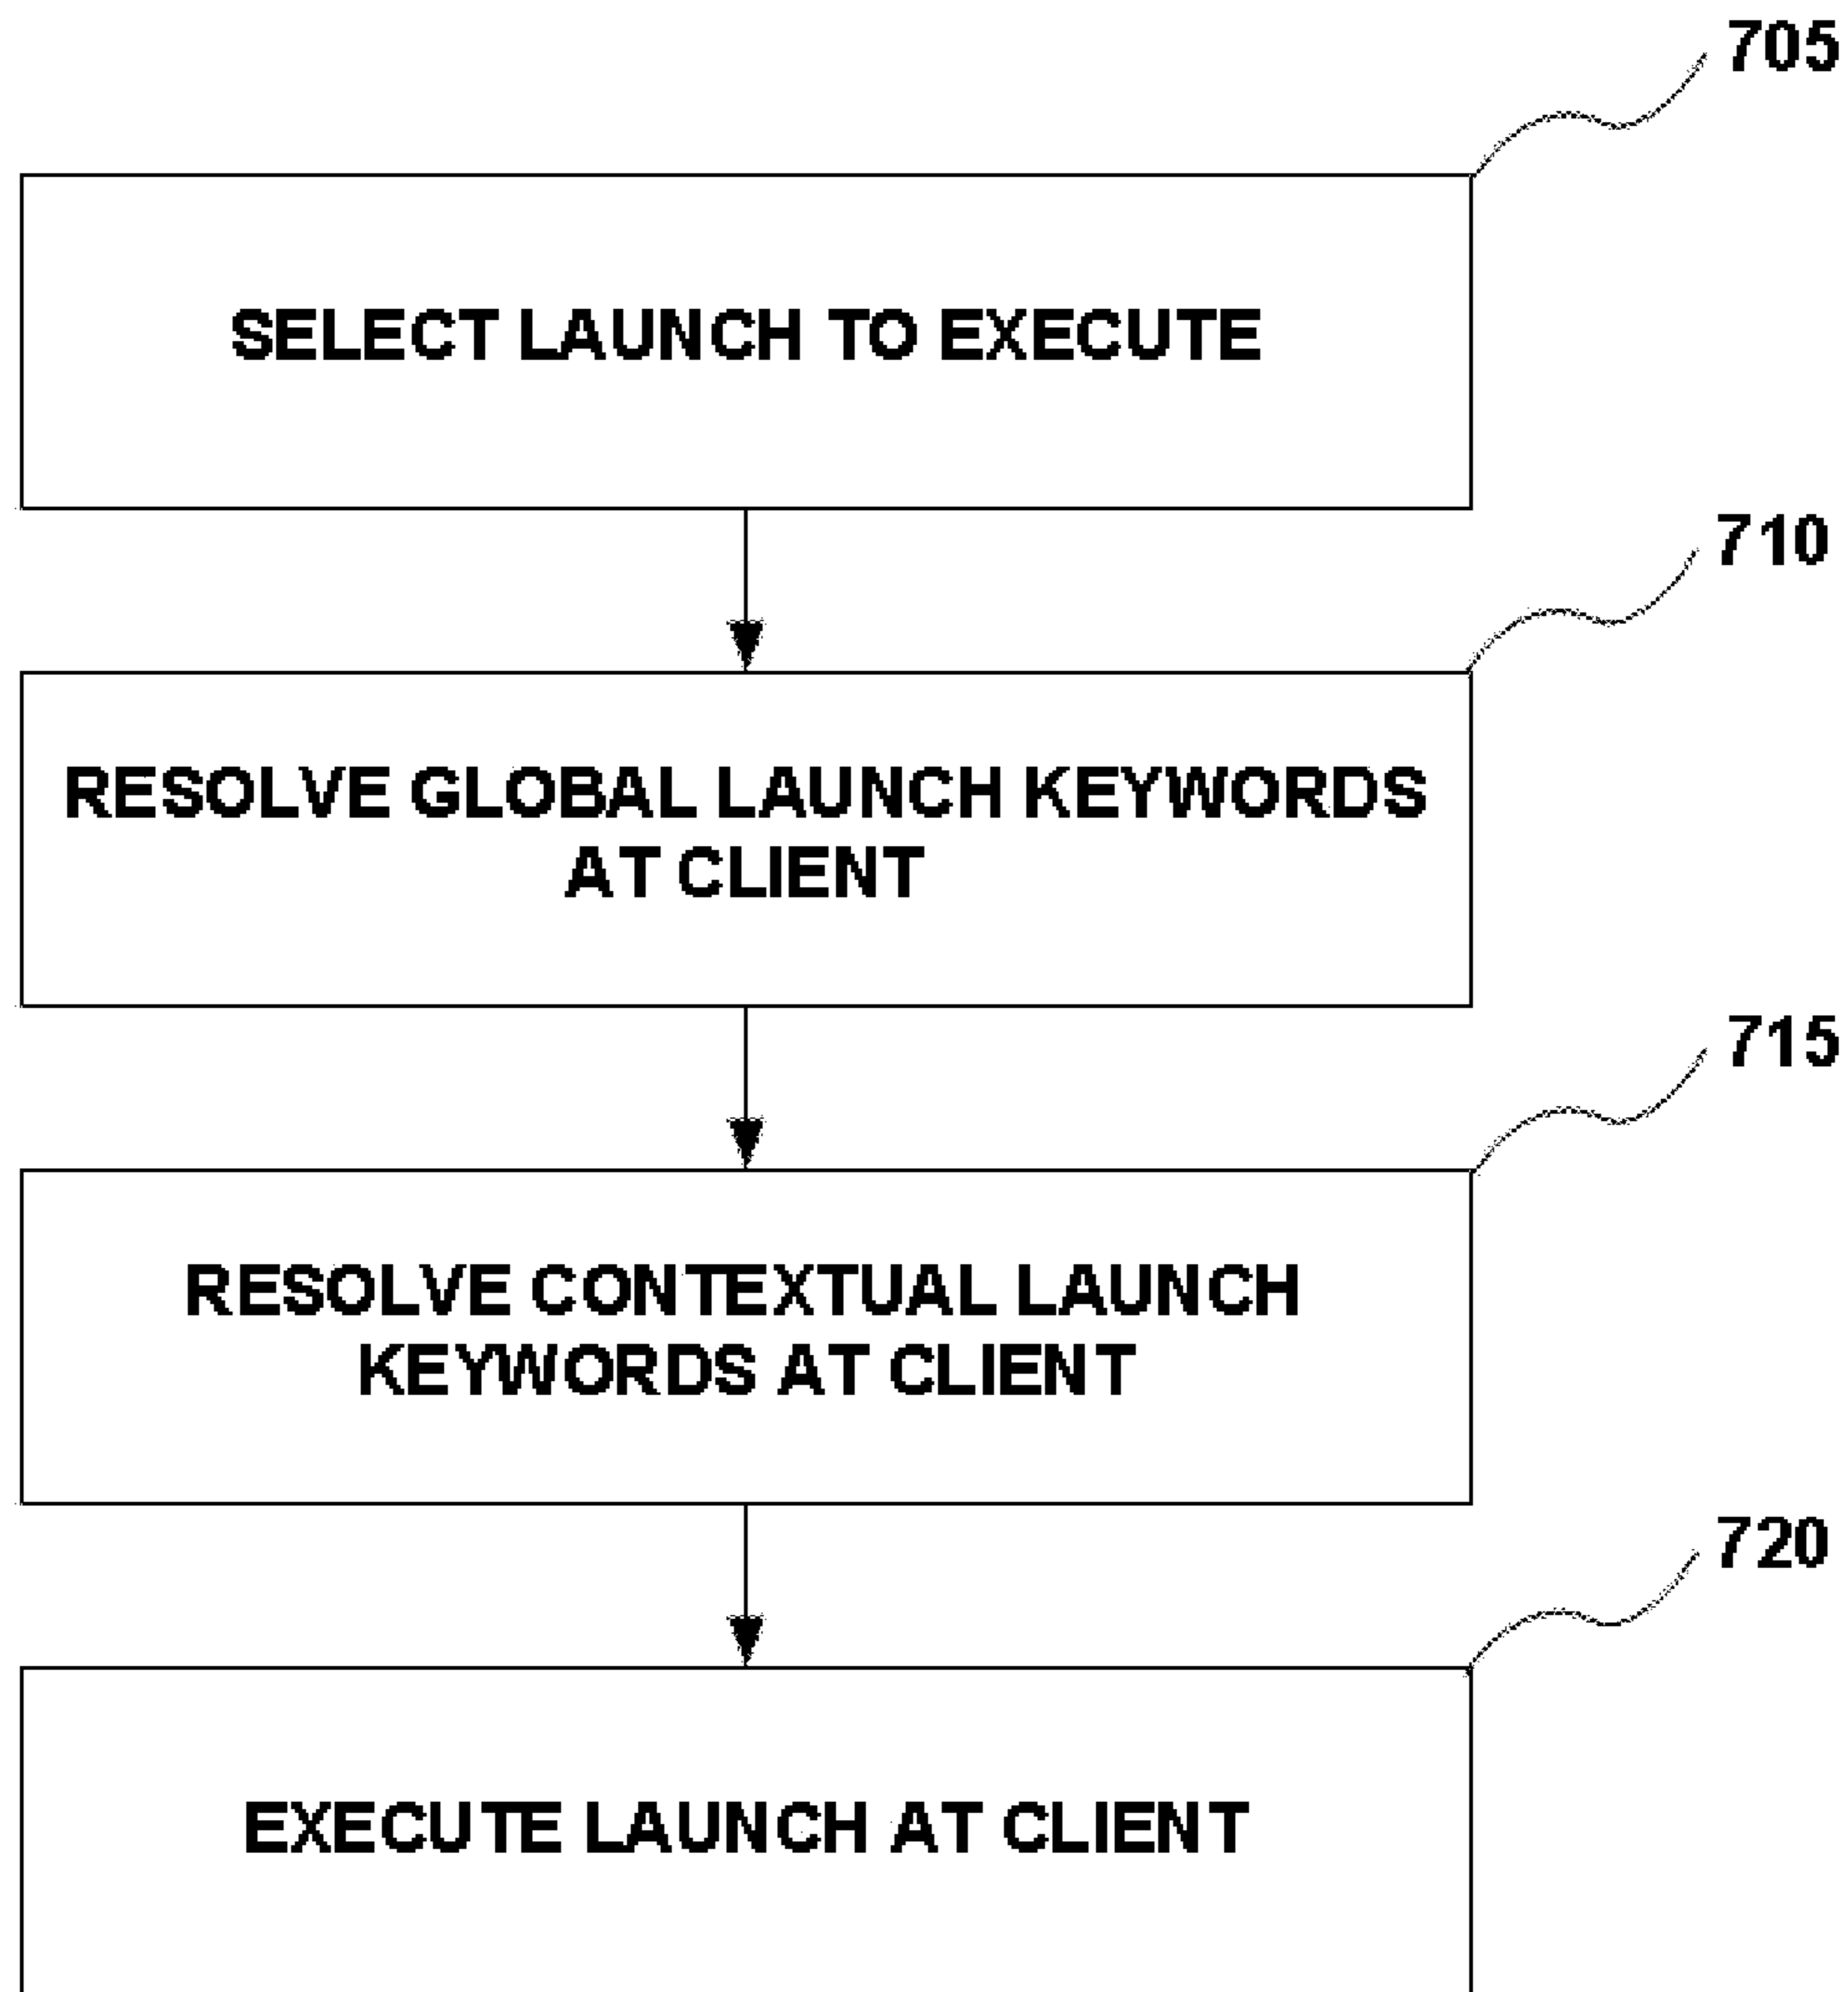 705
SELECT LAUNCH TO EXECUTE
710
RESOLVE GLOBAL LAUNCH KEYWORDS
AT CLIENT
715
RESOLVE CONTEXTUAL LAUNCH
KEYWORDS AT CLIENT
720
EXECUTE LAUNCH AT CLIENT